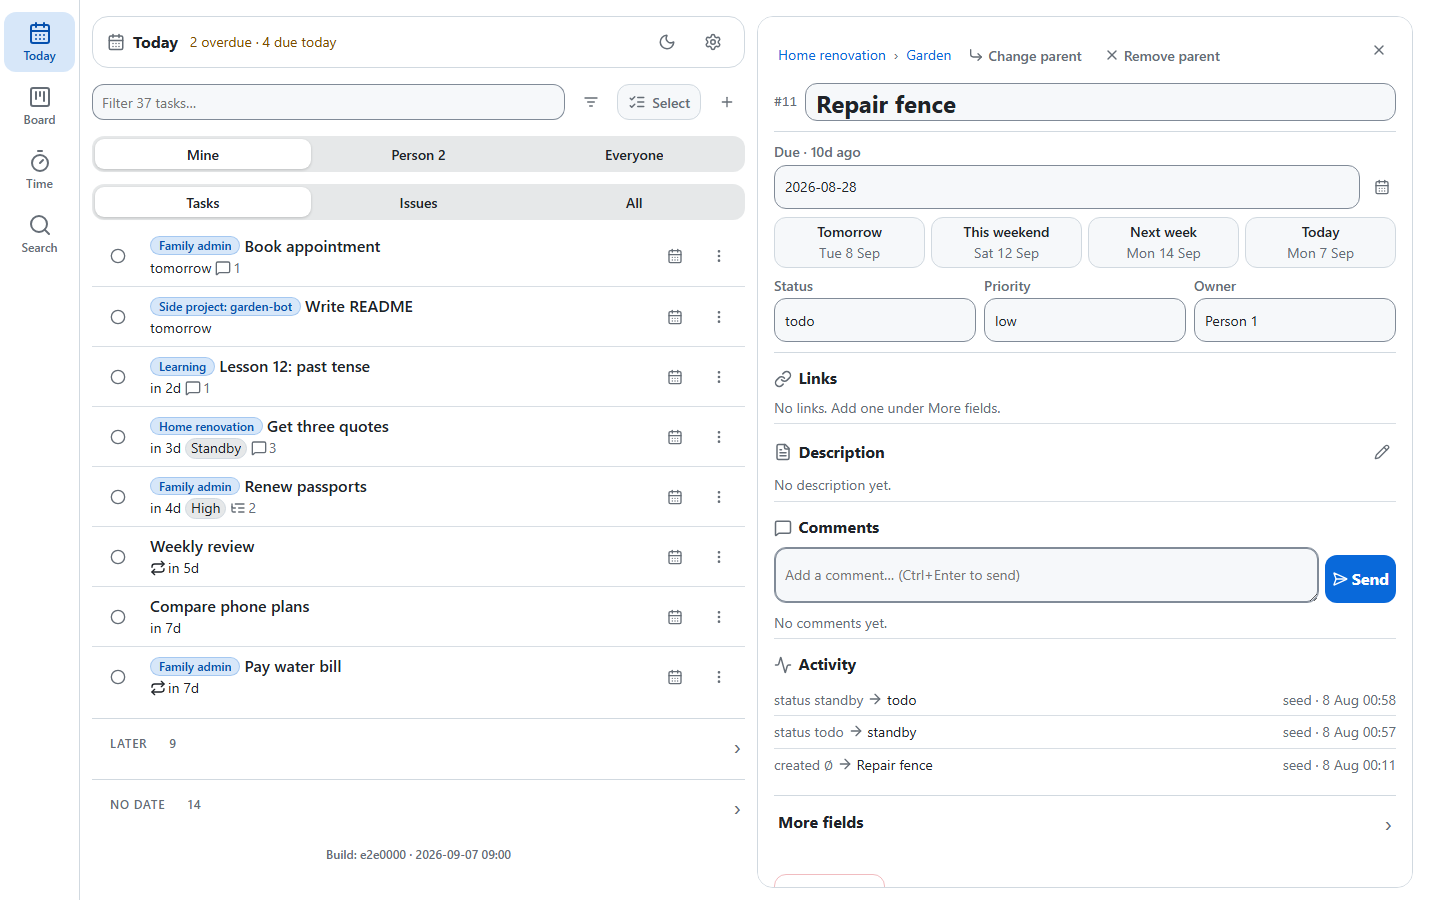 Today
Board
Time
Search
Today 2 overdue · 4 due today
Filter 37 tasks...
Select
Mine Person 2 Everyone
Tasks Issues All
Family admin Book appointment
tomorrow 1
Side project: garden-bot Write README
tomorrow
Learning Lesson 12: past tense
in 2d 1
Home renovation Get three quotes
in 3d Standby 3
Family admin Renew passports
in 4d High 2
Weekly review
in 5d
Compare phone plans
in 7d
Family admin Pay water bill
in 7d
LATER 9
NO DATE 14
Build: e2e0000 · 2026-09-07 09:00
Home renovation › Garden Change parent Remove parent
#11 Repair fence
Due · 10d ago
2026-08-28
Tomorrow This weekend Next week Today
Tue 8 Sep Sat 12 Sep Mon 14 Sep Mon 7 Sep
Status Priority Owner
todo low Person 1
Links
No links. Add one under More fields.
Description
No description yet.
Comments
Add a comment... (Ctrl+Enter to send)
Send
No comments yet.
Activity
status standby → todo seed · 8 Aug 00:58
status todo → standby seed · 8 Aug 00:57
created ∅ → Repair fence seed · 8 Aug 00:11
More fields